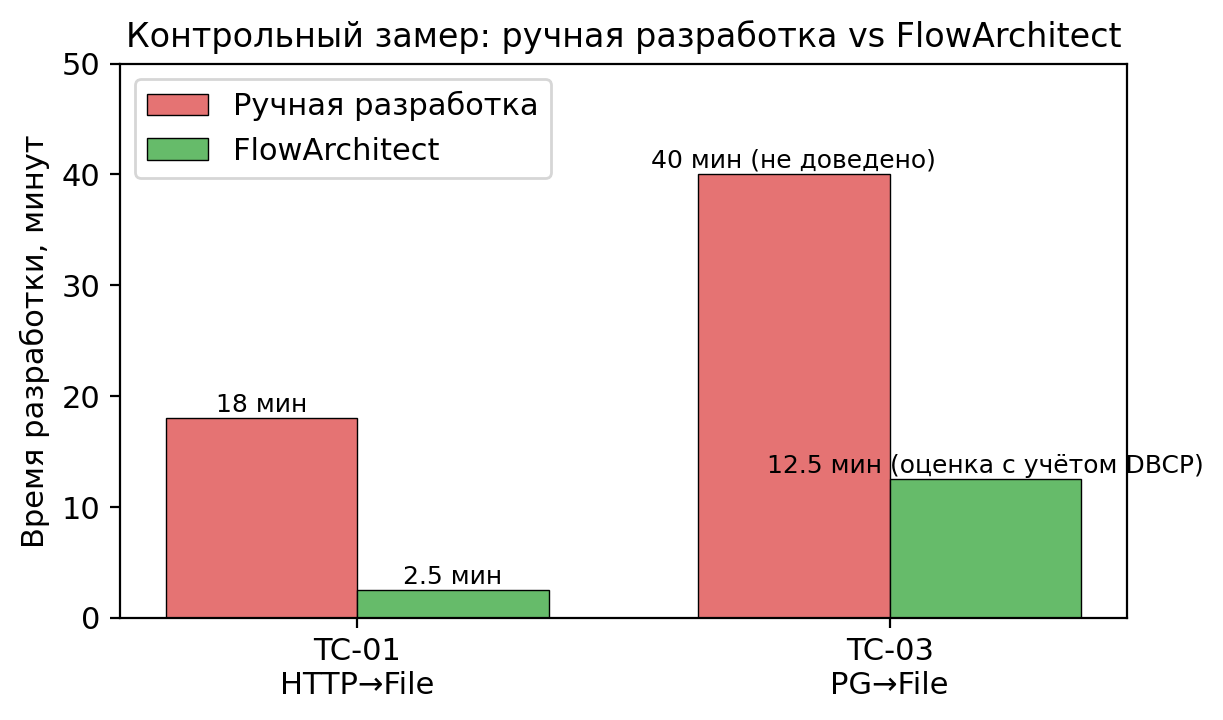 Контрольный замер: ручная разработка vs FlowArchitect
Время разработки, минут
50
40
30
20
10
0
Ручная разработка
FlowArchitect
18 мин
2.5 мин
40 мин (не доведено)
12.5 мин (оценка с учётом DBCP)
TC-01
HTTP→File
TC-03
PG→File